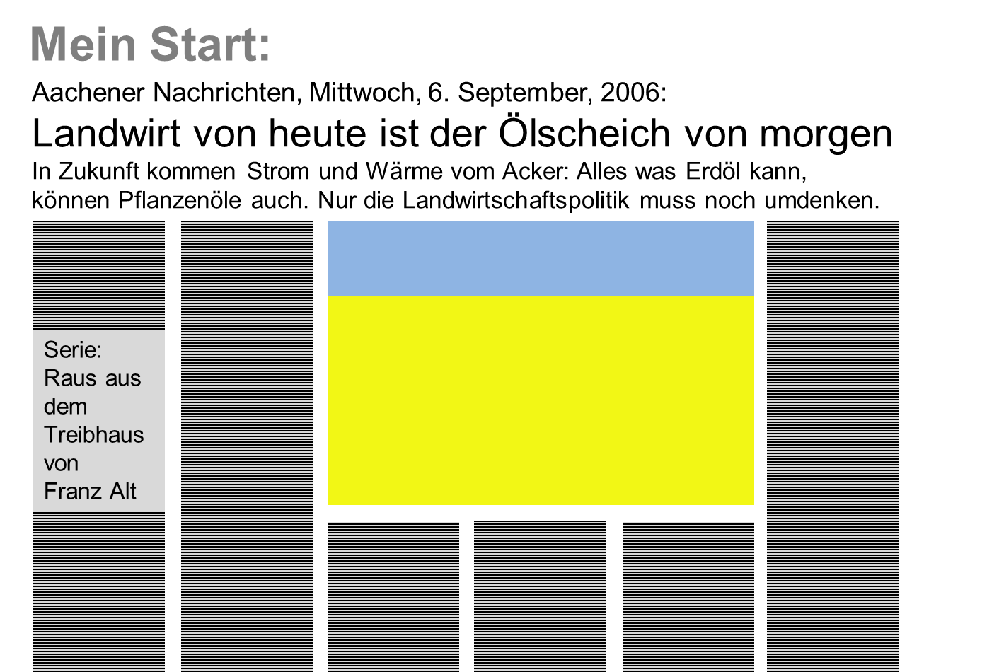 Mein Start:
Aachener Nachrichten, Mittwoch, 6. September, 2006:
Landwirt von heute ist der Ölscheich von morgen
In Zukunft kommen Strom und Wärme vom Acker: Alles was Erdöl kann,
können Pflanzenöle auch. Nur die Landwirtschaftspolitik muss noch umdenken.
Serie:
Raus aus
dem
Treibhaus
von
Franz Alt